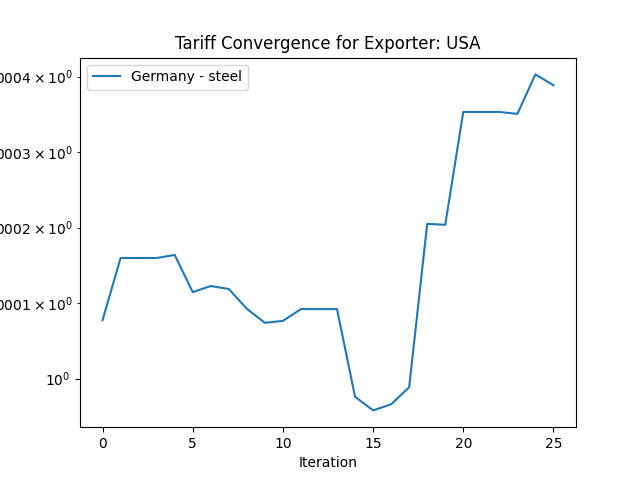 Tariff Convergence for Exporter: USA
Germany - steel
0004 × 10⁰
0003 × 10⁰
0002 × 10⁰
0001 × 10⁰
10⁰
0 5 10 15 20 25
Iteration